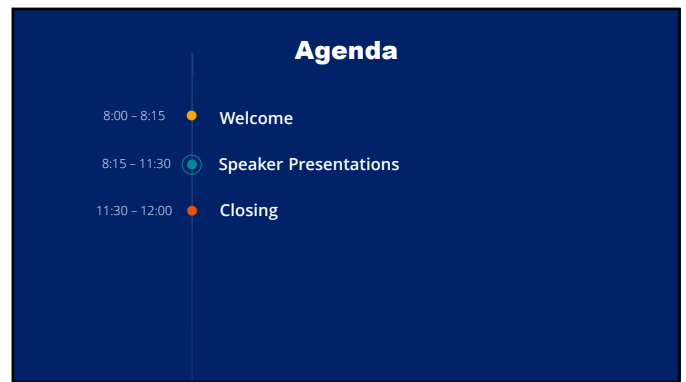 Agenda
8:00 – 8:15 Welcome
8:15 – 11:30 Speaker Presentations
11:30 – 12:00 Closing